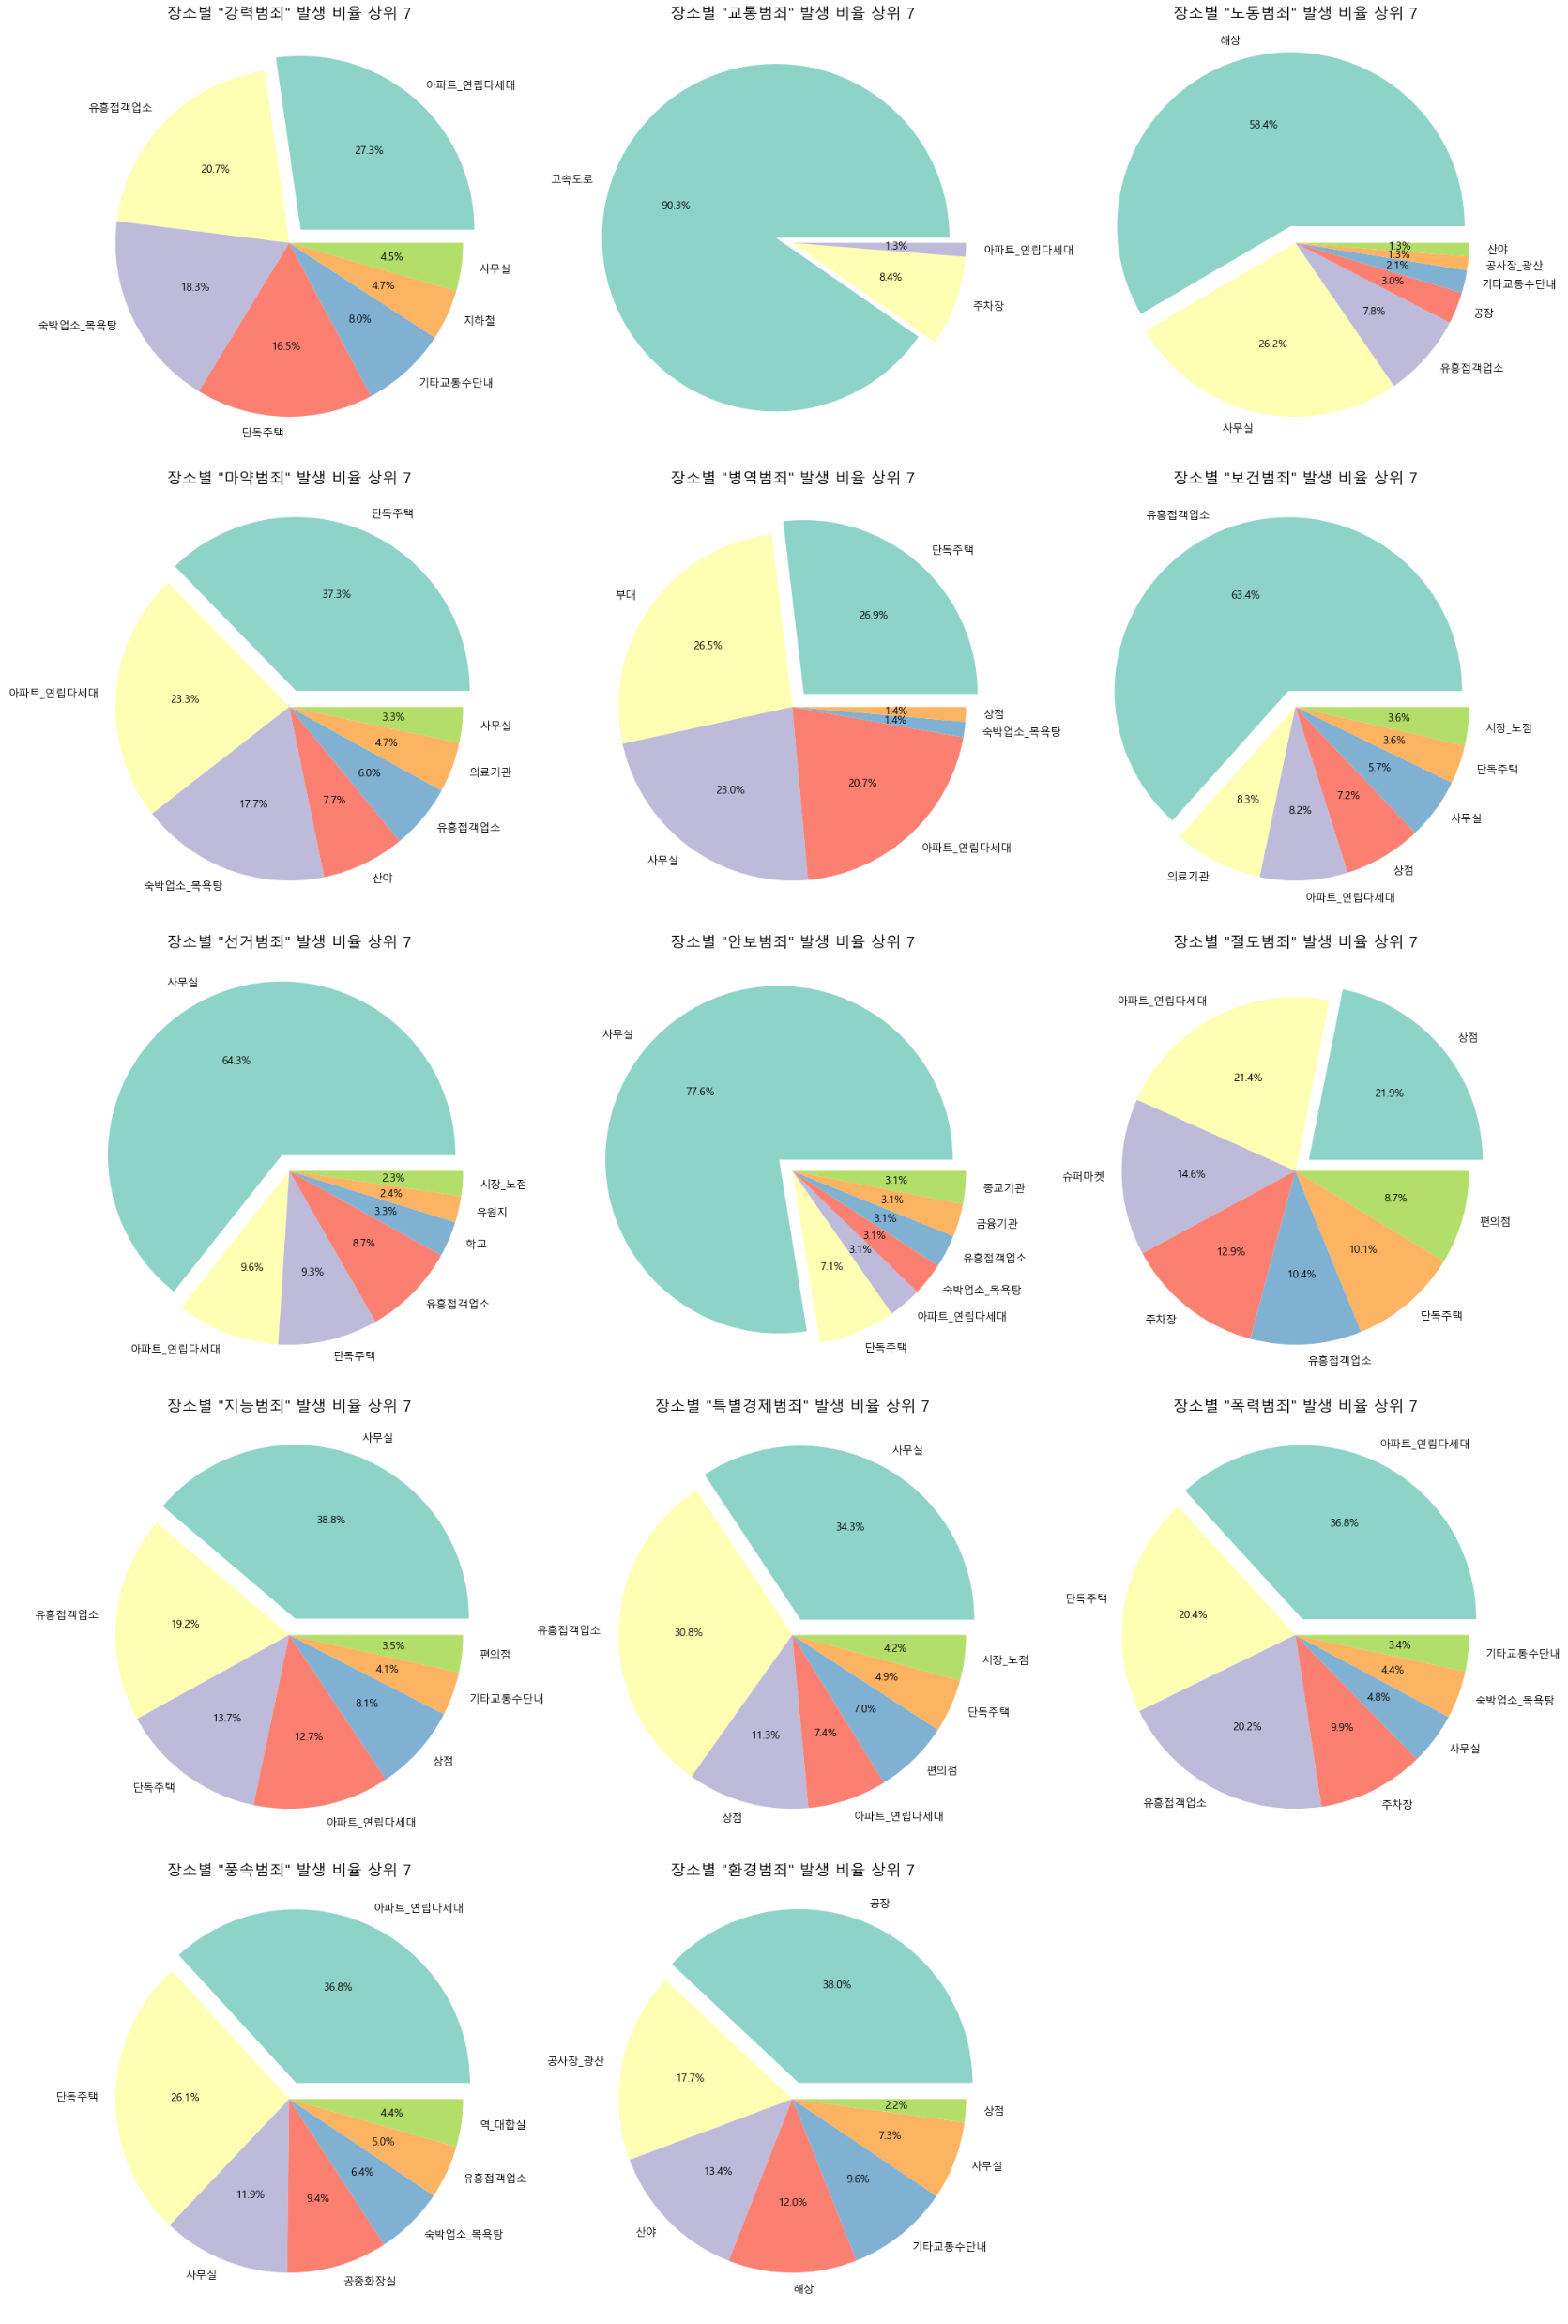 장소별 "강력범죄" 발생 비율 상위 7
아파트_연립다세대
27.3%
유흥접객업소
20.7%
숙박업소_목욕탕
18.3%
단독주택
16.5%
기타교통수단내
8.0%
지하철
4.7%
사무실
4.5%
장소별 "교통범죄" 발생 비율 상위 7
고속도로
90.3%
주차장
8.4%
아파트_연립다세대
1.3%
장소별 "노동범죄" 발생 비율 상위 7
해상
58.4%
사무실
26.2%
유흥접객업소
7.8%
공장
3.0%
기타교통수단내
2.1%
공사장_광산
1.3%
산야
1.3%
장소별 "마약범죄" 발생 비율 상위 7
단독주택
37.3%
아파트_연립다세대
23.3%
숙박업소_목욕탕
17.7%
산야
7.7%
유흥접객업소
6.0%
의료기관
4.7%
사무실
3.3%
장소별 "병역범죄" 발생 비율 상위 7
단독주택
26.9%
부대
26.5%
사무실
23.0%
아파트_연립다세대
20.7%
숙박업소_목욕탕
1.4%
상점
1.4%
장소별 "보건범죄" 발생 비율 상위 7
유흥접객업소
63.4%
의료기관
8.3%
아파트_연립다세대
8.2%
상점
7.2%
사무실
5.7%
단독주택
3.6%
시장_노점
3.6%
장소별 "선거범죄" 발생 비율 상위 7
사무실
64.3%
아파트_연립다세대
9.6%
단독주택
9.3%
유흥접객업소
8.7%
학교
3.3%
유원지
2.4%
시장_노점
2.3%
장소별 "안보범죄" 발생 비율 상위 7
사무실
77.6%
단독주택
7.1%
아파트_연립다세대
3.1%
숙박업소_목욕탕
3.1%
유흥접객업소
3.1%
금융기관
3.1%
종교기관
3.1%
장소별 "절도범죄" 발생 비율 상위 7
상점
21.9%
아파트_연립다세대
21.4%
슈퍼마켓
14.6%
주차장
12.9%
유흥접객업소
10.4%
단독주택
10.1%
편의점
8.7%
장소별 "지능범죄" 발생 비율 상위 7
사무실
38.8%
유흥접객업소
19.2%
단독주택
13.7%
아파트_연립다세대
12.7%
상점
8.1%
기타교통수단내
4.1%
편의점
3.5%
장소별 "특별경제범죄" 발생 비율 상위 7
사무실
34.3%
유흥접객업소
30.8%
상점
11.3%
아파트_연립다세대
7.4%
편의점
7.0%
단독주택
4.9%
시장_노점
4.2%
장소별 "폭력범죄" 발생 비율 상위 7
아파트_연립다세대
36.8%
단독주택
20.4%
유흥접객업소
20.2%
주차장
9.9%
사무실
4.8%
숙박업소_목욕탕
4.4%
기타교통수단내
3.4%
장소별 "풍속범죄" 발생 비율 상위 7
아파트_연립다세대
36.8%
단독주택
26.1%
사무실
11.9%
공중화장실
9.4%
숙박업소_목욕탕
6.4%
유흥접객업소
5.0%
역_대합실
4.4%
장소별 "환경범죄" 발생 비율 상위 7
공장
38.0%
공사장_광산
17.7%
산야
13.4%
해상
12.0%
기타교통수단내
9.6%
사무실
7.3%
상점
2.2%